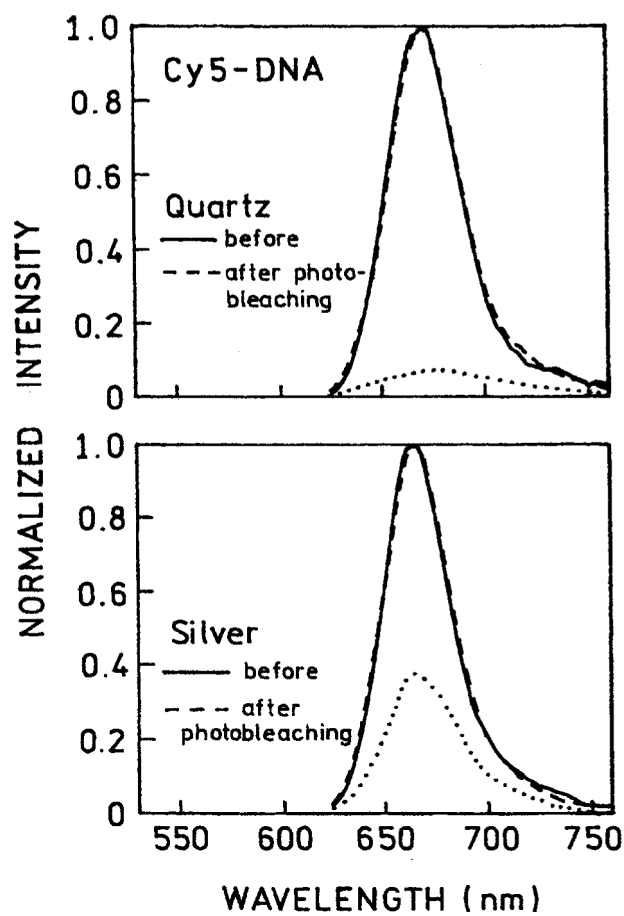 1.0
Cy5-DNA
0.8
0.6
Quartz
before
0.4
after photo-
bleaching
0.2
0
NORMALIZED INTENSITY
1.0
0.8
0.6
Silver
0.4
before
after
photobleaching
0.2
0
550 600 650 700 750
WAVELENGTH (nm)